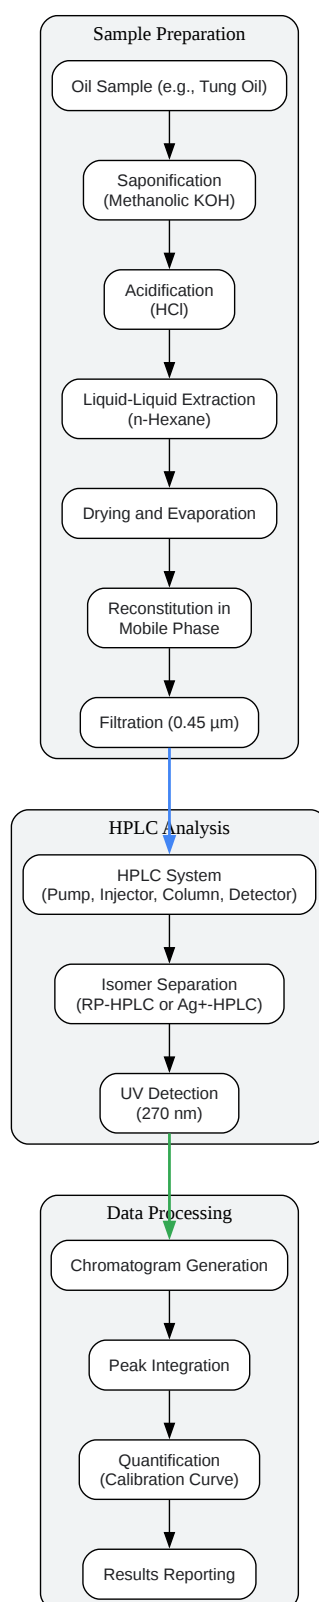 Sample Preparation
Oil Sample (e.g., Tung Oil)
Saponification
(Methanolic KOH)
Acidification
(HCl)
Liquid-Liquid Extraction
(n-Hexane)
Drying and Evaporation
Reconstitution in
Mobile Phase
Filtration (0.45 µm)
HPLC Analysis
HPLC System
(Pump, Injector, Column, Detector)
Isomer Separation
(RP-HPLC or Ag+-HPLC)
UV Detection
(270 nm)
Data Processing
Chromatogram Generation
Peak Integration
Quantification
(Calibration Curve)
Results Reporting